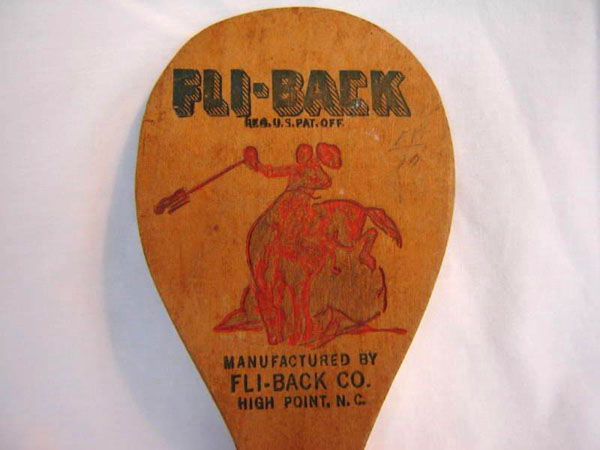 FLI-BACK
REG. U.S. PAT. OFF.
MANUFACTURED BY
FLI-BACK CO.
HIGH POINT, N.C.